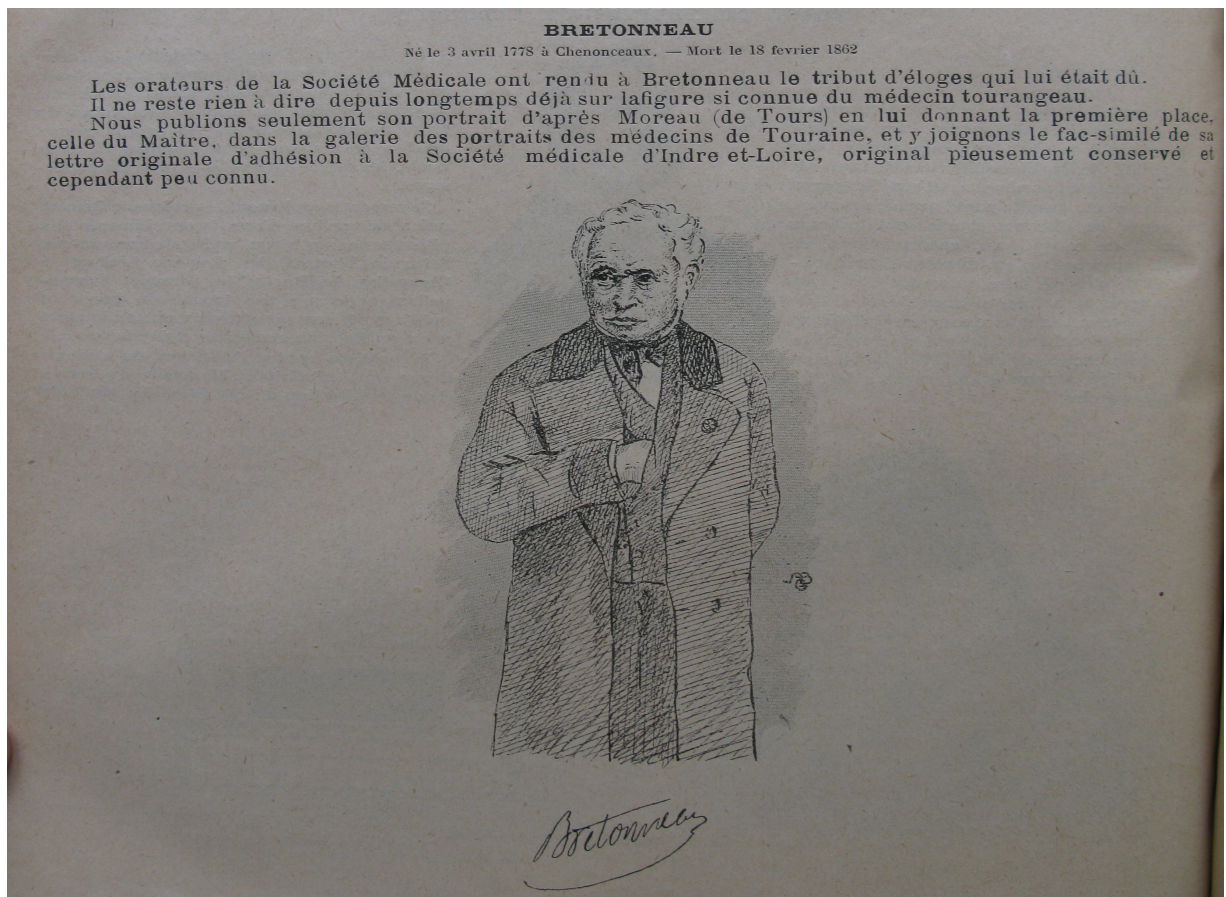 BRETONNEAU
Né le 3 avril 1778 à Chenonceaux. — Mort le 18 fevrier 1862
Les orateurs de la Société Médicale ont rendu à Bretonneau le tribut d'éloges qui lui était dû.
Il ne reste rien à dire depuis longtemps déjà sur lafigure si connue du médecin tourangeau.
Nous publions seulement son portrait d'après Moreau (de Tours) en lui donnant la première place,
celle du Maître, dans la galerie des portraits des médecins de Touraine, et y joignons le fac-similé de sa
lettre originale d'adhésion à la Société médicale d'Indre et-Loire, original pieusement conservé et
cependant peu connu.
Bretonneau